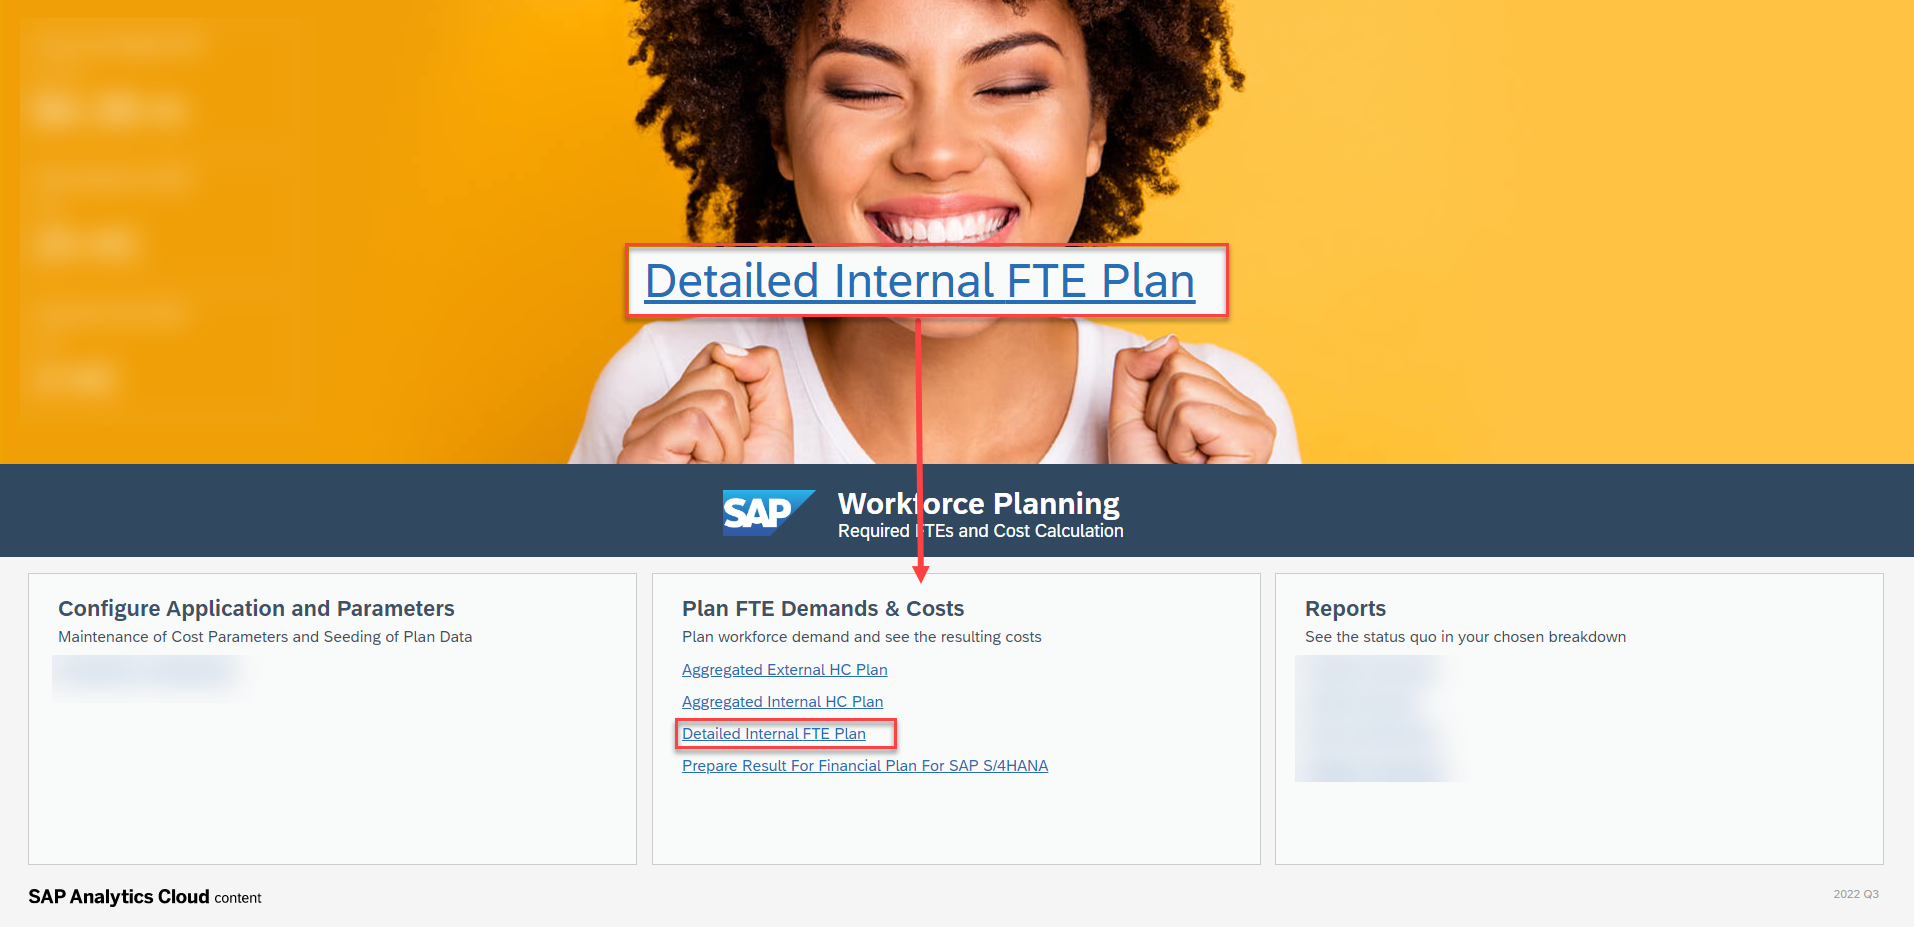 Detailed Internal FTE Plan
SAP
Workforce Planning
Required FTEs and Cost Calculation
Configure Application and Parameters
Maintenance of Cost Parameters and Seeding of Plan Data
Plan FTE Demands & Costs
Plan workforce demand and see the resulting costs
Aggregated External HC Plan
Aggregated Internal HC Plan
Detailed Internal FTE Plan
Prepare Result For Financial Plan For SAP S/4HANA
Reports
See the status quo in your chosen breakdown
SAP Analytics Cloud content
2022 Q3